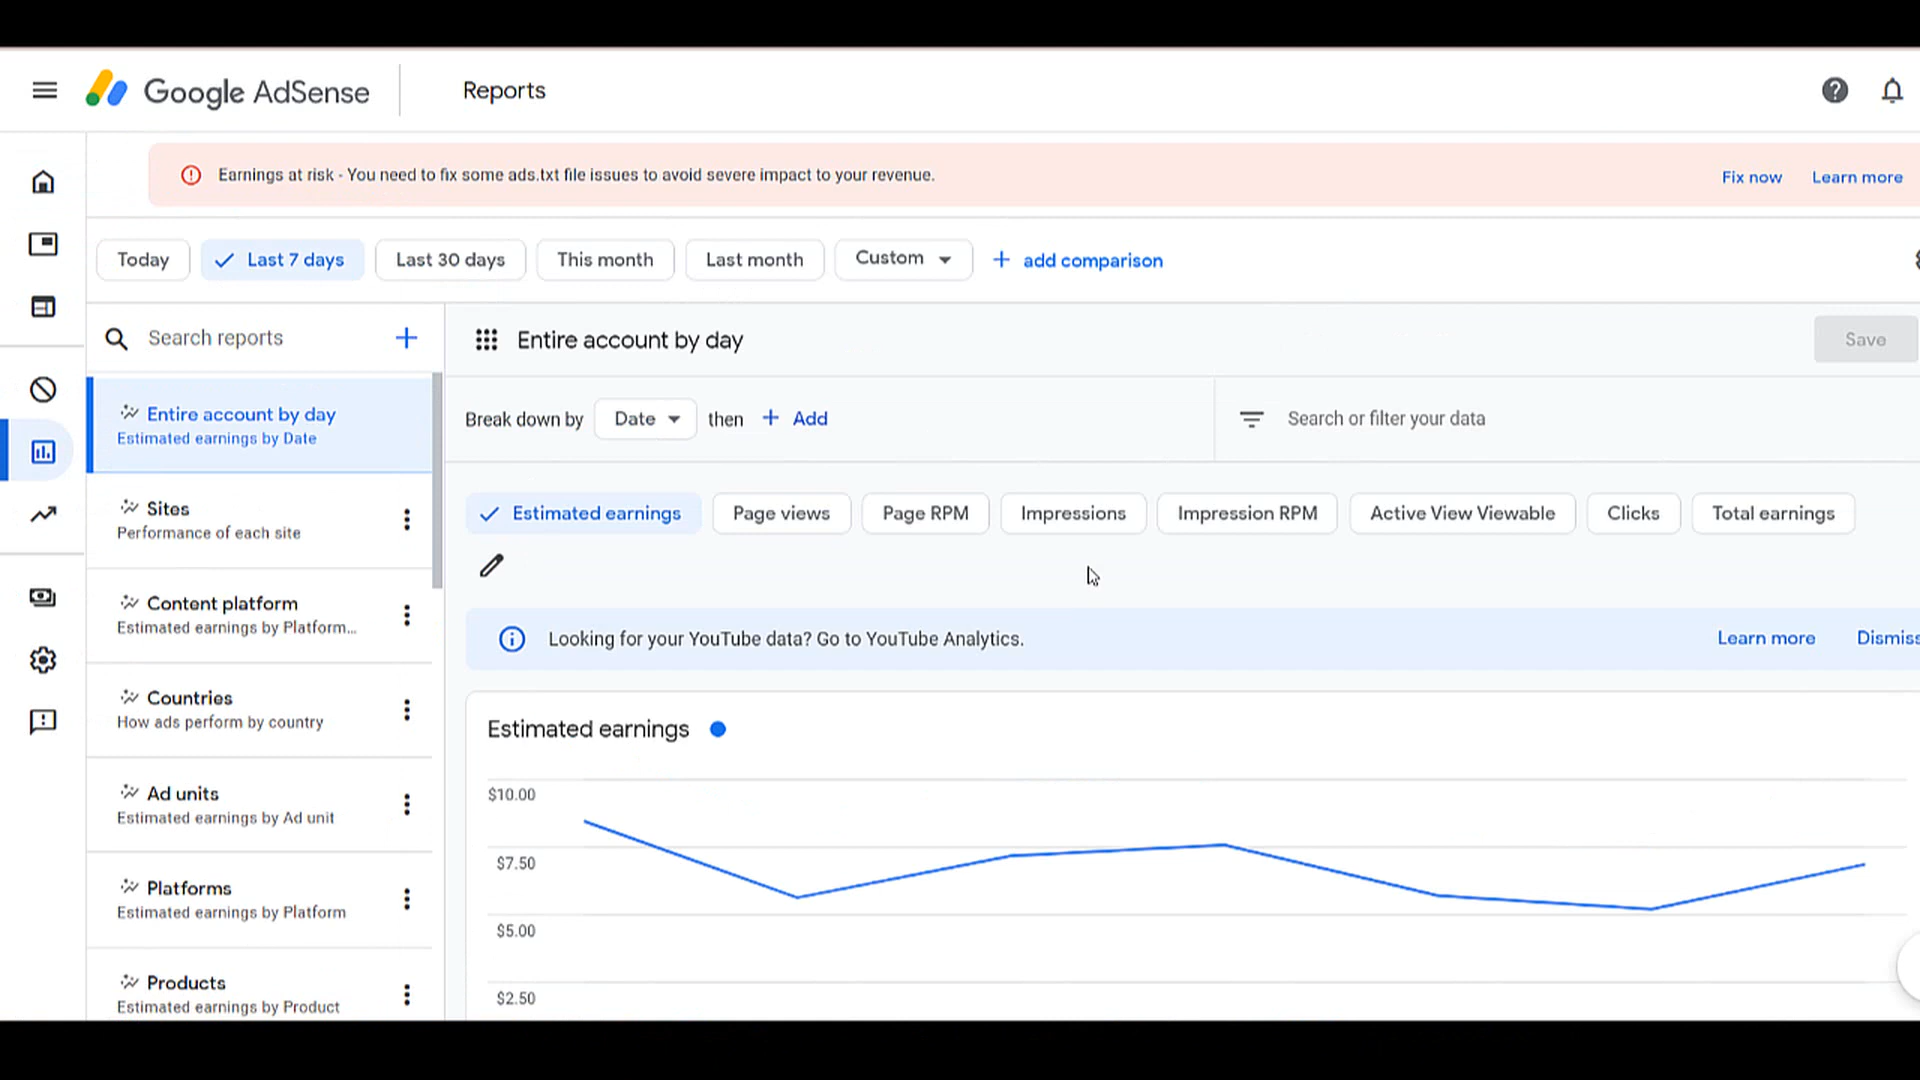 Google AdSense
Reports
Earnings at risk - You need to fix some ads.txt file issues to avoid severe impact to your revenue.
Fix now
Learn more
Today
Last 7 days
Last 30 days
This month
Last month
Custom
+ add comparison
Search reports
+
Entire account by day
Save
Entire account by day
Estimated earnings by Date
Break down by
Date
then
+ Add
Search or filter your data
Sites
Performance of each site
Estimated earnings
Page views
Page RPM
Impressions
Impression RPM
Active View Viewable
Clicks
Total earnings
Content platform
Estimated earnings by Platform...
Looking for your YouTube data? Go to YouTube Analytics.
Learn more
Dismiss
Countries
How ads perform by country
Estimated earnings
Ad units
Estimated earnings by Ad unit
$10.00
$7.50
$5.00
$2.50
Platforms
Estimated earnings by Platform
Products
Estimated earnings by Product